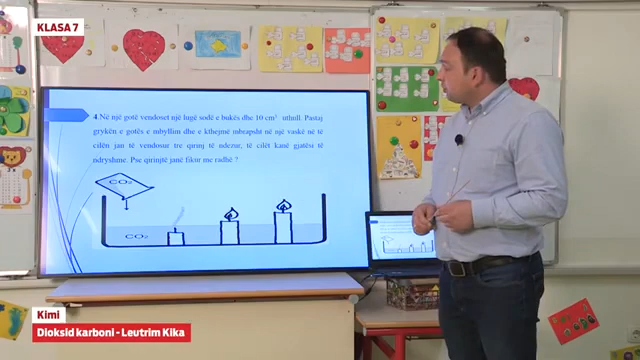 KLASA 7
4.Në një gotë vendoset një lugë sodë e bukës dhe 10 cm³ uthull. Pastaj
grykën e gotës e mbyllim dhe e kthejmë mbrapsht në një vaskë në të
cilën jan të vendosur tre qirinj të ndezur, të cilët kanë gjatësi të
ndryshme. Pse qirinjtë janë fikur me radhë ?
CO₂
CO₂
Kimi
Dioksid karboni - Leutrim Kika